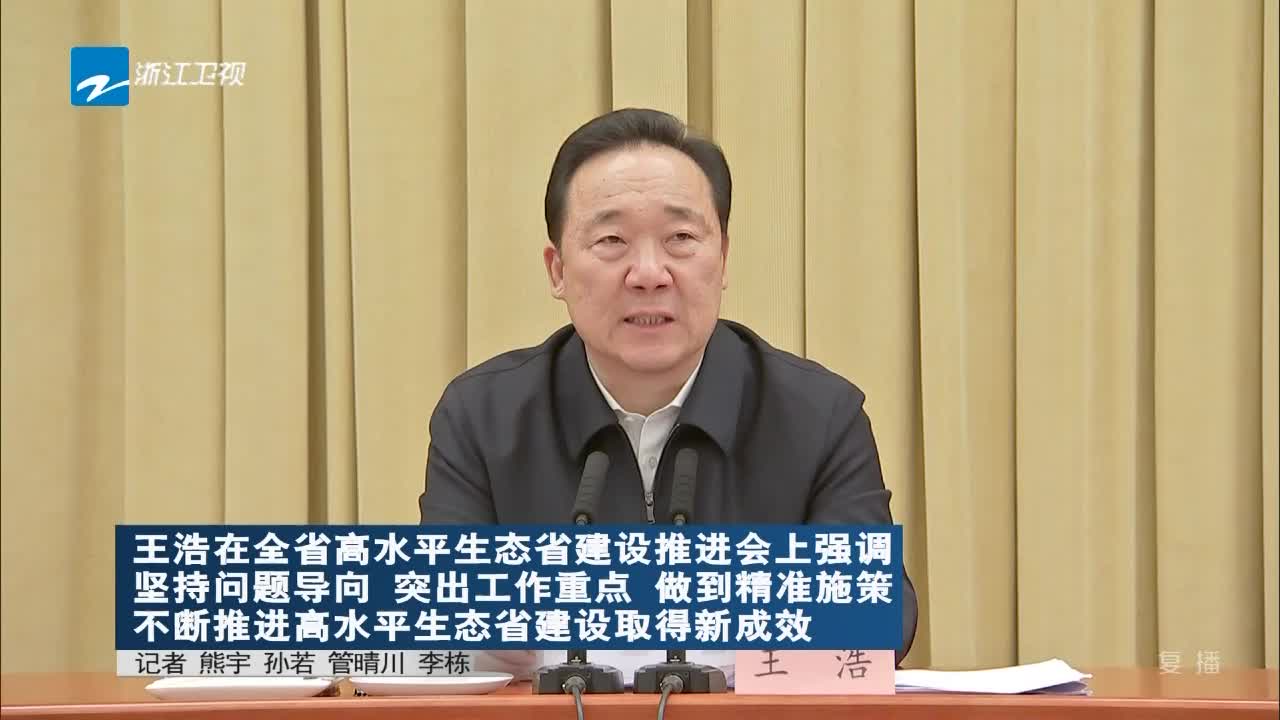 浙江卫视
王浩在全省高水平生态省建设推进会上强调
坚持问题导向 突出工作重点 做到精准施策
不断推进高水平生态省建设取得新成效
记者 熊宇 孙若 管晴川 李栋
王 浩
复播